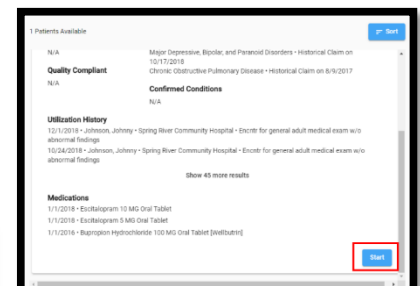 1 Patients Available
Sort
N/A
Major Depressive, Bipolar, and Paranoid Disorders • Historical Claim on
10/17/2018
Quality Compliant
Chronic Obstructive Pulmonary Disease • Historical Claim on 8/9/2017
N/A
Confirmed Conditions
N/A
Utilization History
12/1/2018 • Johnson, Johnny • Spring River Community Hospital • Encntr for general adult medical exam w/o
abnormal findings
10/24/2018 • Johnson, Johnny • Spring River Community Hospital • Encntr for general adult medical exam w/o
abnormal findings
Show 45 more results
Medications
1/1/2018 • Escitalopram 10 MG Oral Tablet
1/1/2018 • Escitalopram 5 MG Oral Tablet
1/1/2016 • Bupropion Hydrochloride 100 MG Oral Tablet [Wellbutrin]
Start